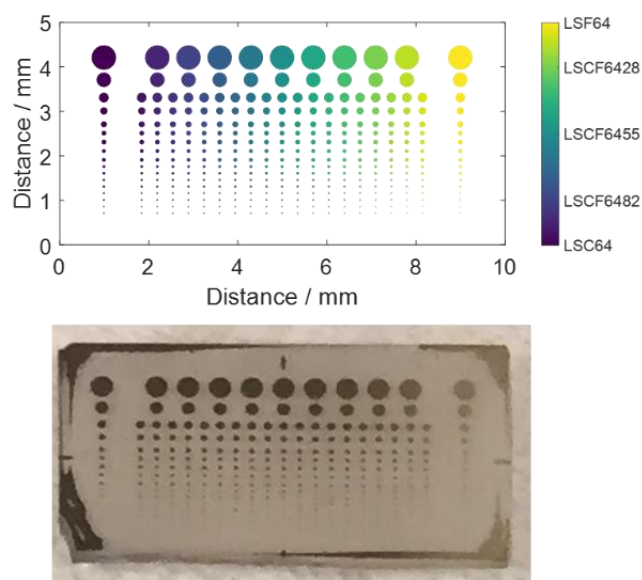 5
4
3
2
1
0
Distance / mm
0
2
4
6
8
10
Distance / mm
LSF64
LSCF6428
LSCF6455
LSCF6482
LSC64